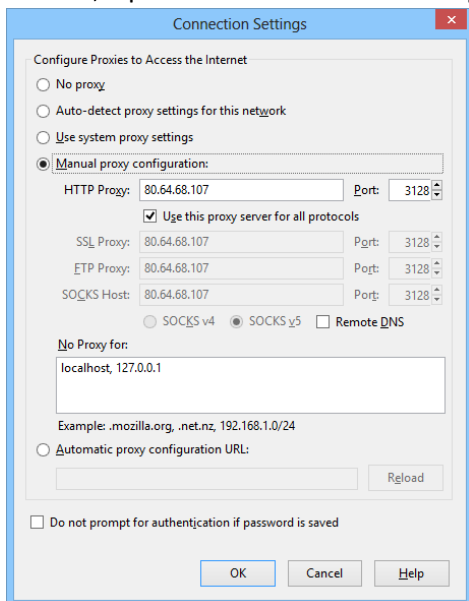 Connection Settings
Configure Proxies to Access the Internet
No proxy
Auto-detect proxy settings for this network
Use system proxy settings
Manual proxy configuration:
HTTP Proxy: 80.64.68.107 Port: 3128
Use this proxy server for all protocols
SSL Proxy: 80.64.68.107 Port: 3128
FTP Proxy: 80.64.68.107 Port: 3128
SOCKS Host: 80.64.68.107 Port: 3128
SOCKS v4 SOCKS v5 Remote DNS
No Proxy for:
localhost, 127.0.0.1
Example: .mozilla.org, .net.nz, 192.168.1.0/24
Automatic proxy configuration URL:
Reload
Do not prompt for authentication if password is saved
OK Cancel Help